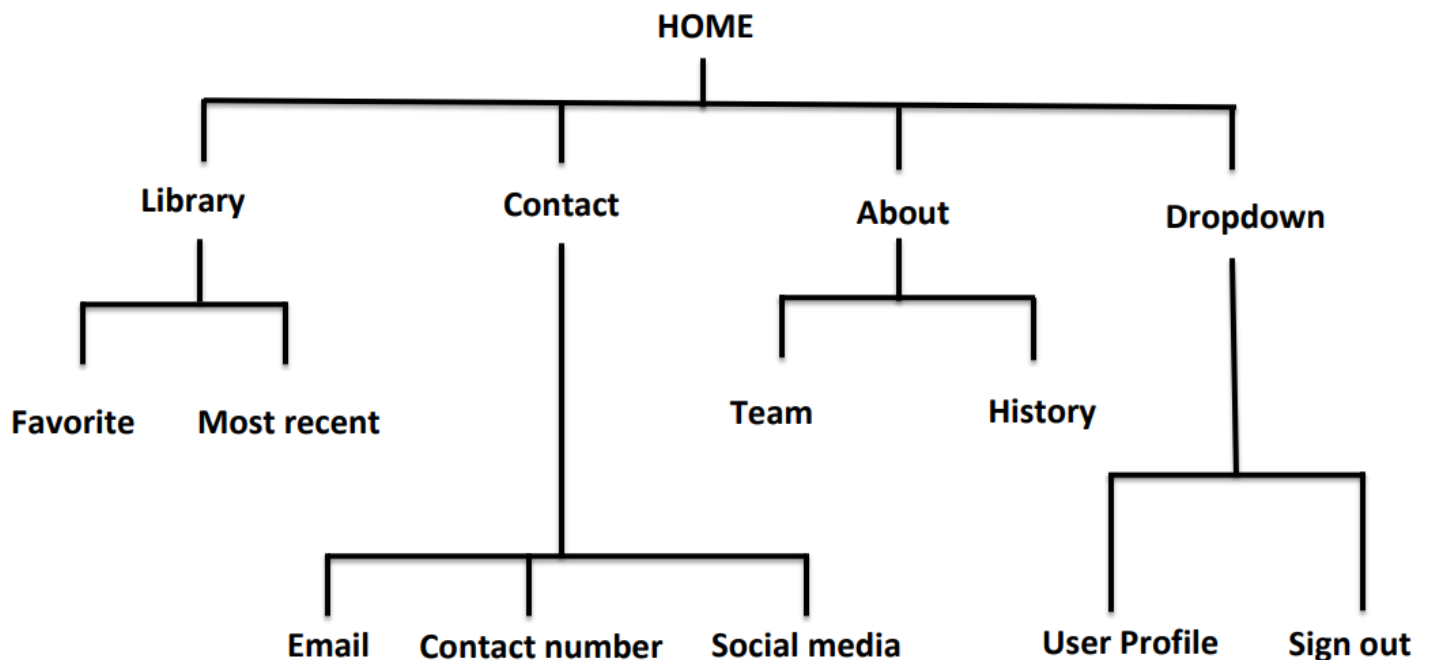 HOME
Library
Contact
About
Dropdown
Favorite
Most recent
Team
History
Email
Contact number
Social media
User Profile
Sign out